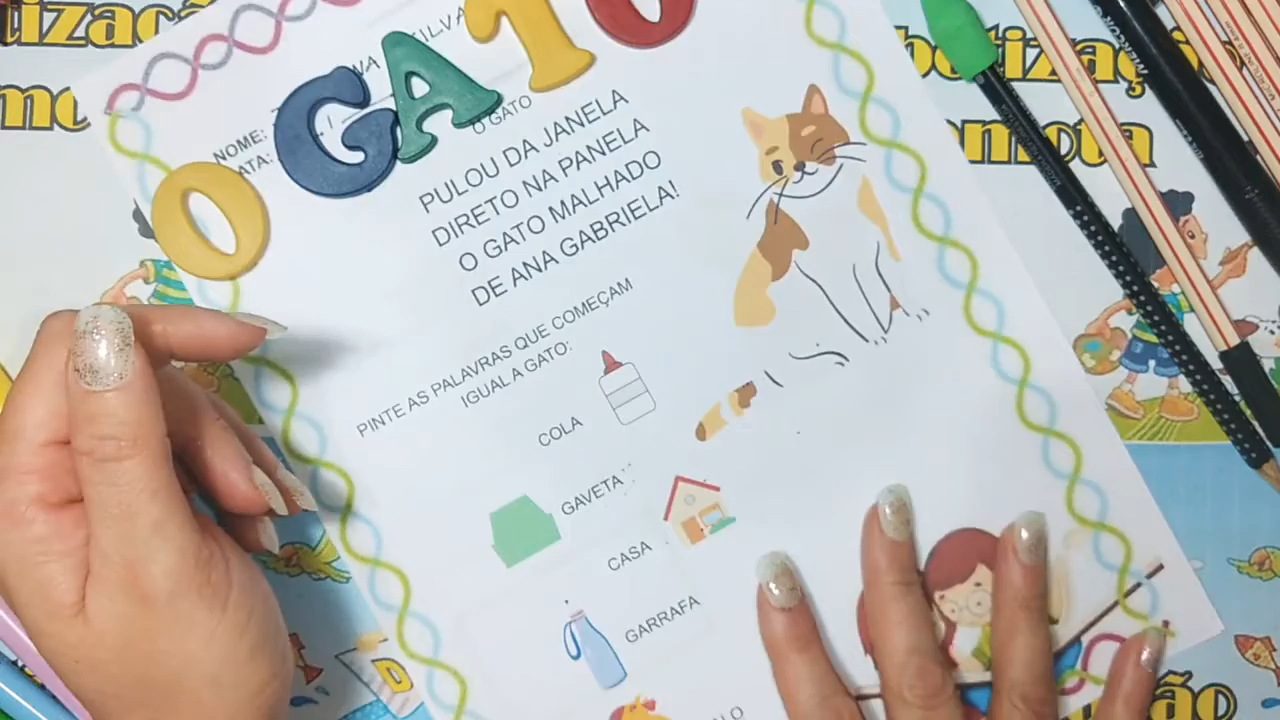 O GATO
NOME:
O GATO
PULOU DA JANELA
DIRETO NA PANELA
O GATO MALHADO
DE ANA GABRIELA!
PINTE AS PALAVRAS QUE COMEÇAM
IGUAL A GATO:
COLA
GAVETA
CASA
GARRAFA